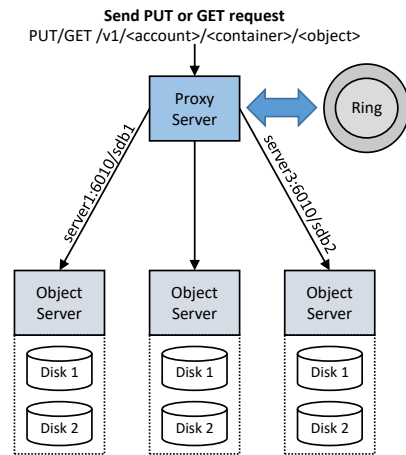 Send PUT or GET request
PUT/GET /v1/<account>/<container>/<object>
Proxy
Server
Ring
server1:6010/sdb1
server3:6010/sdb2
Object
Server
Object
Server
Object
Server
Disk 1
Disk 1
Disk 1
Disk 2
Disk 2
Disk 2